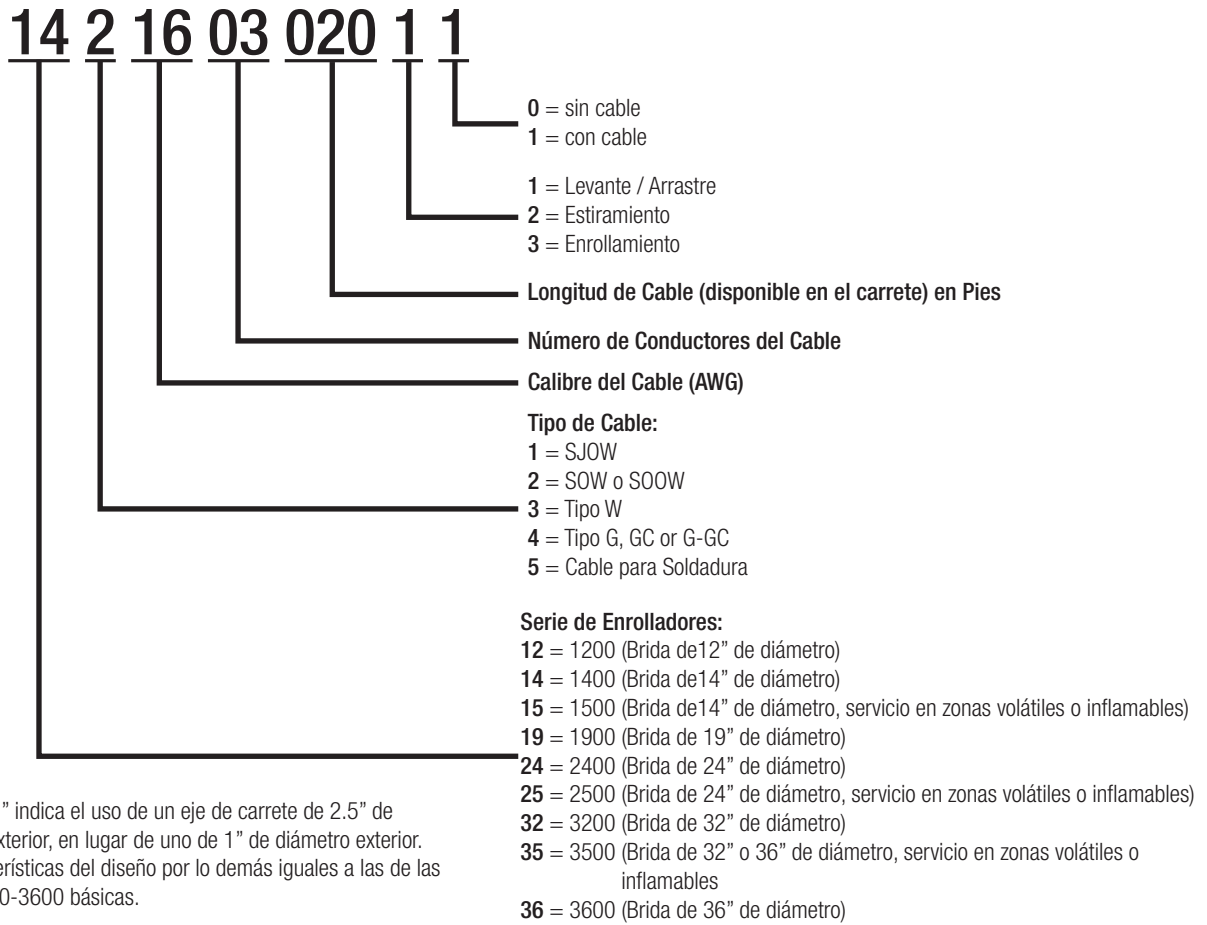 14 2 16 03 020 1 1
0 = sin cable
1 = con cable
1 = Levante / Arrastre
2 = Estiramiento
3 = Enrollamiento
Longitud de Cable (disponible en el carrete) en Pies
Número de Conductores del Cable
Calibre del Cable (AWG)
Tipo de Cable:
1 = SJOW
2 = SOW o SOOW
3 = Tipo W
4 = Tipo G, GC or G-GC
5 = Cable para Soldadura
Serie de Enrolladores:
12 = 1200 (Brida de12” de diámetro)
14 = 1400 (Brida de14” de diámetro)
15 = 1500 (Brida de14” de diámetro, servicio en zonas volátiles o inflamables)
19 = 1900 (Brida de 19” de diámetro)
24 = 2400 (Brida de 24” de diámetro)
25 = 2500 (Brida de 24” de diámetro, servicio en zonas volátiles o inflamables)
32 = 3200 (Brida de 32” de diámetro)
35 = 3500 (Brida de 32” o 36” de diámetro, servicio en zonas volátiles o
inflamables
36 = 3600 (Brida de 36” de diámetro)
” indica el uso de un eje de carrete de 2.5” de
xterior, en lugar de uno de 1” de diámetro exterior.
erísticas del diseño por lo demás iguales a las de las
0-3600 básicas.